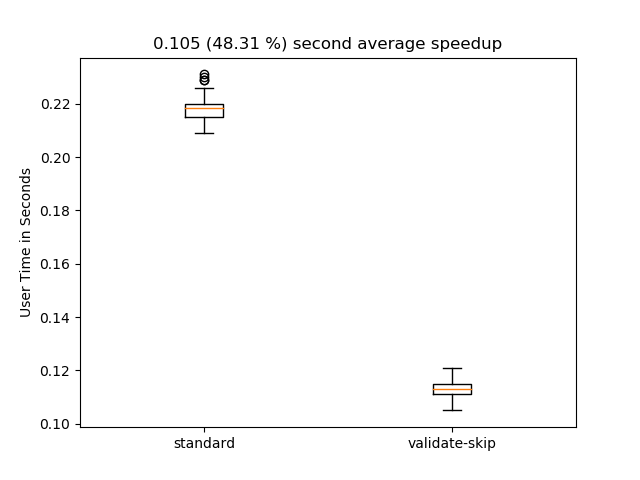 0.105 (48.31 %) second average speedup
User Time in Seconds
0.22
0.20
0.18
0.16
0.14
0.12
0.10
standard
validate-skip